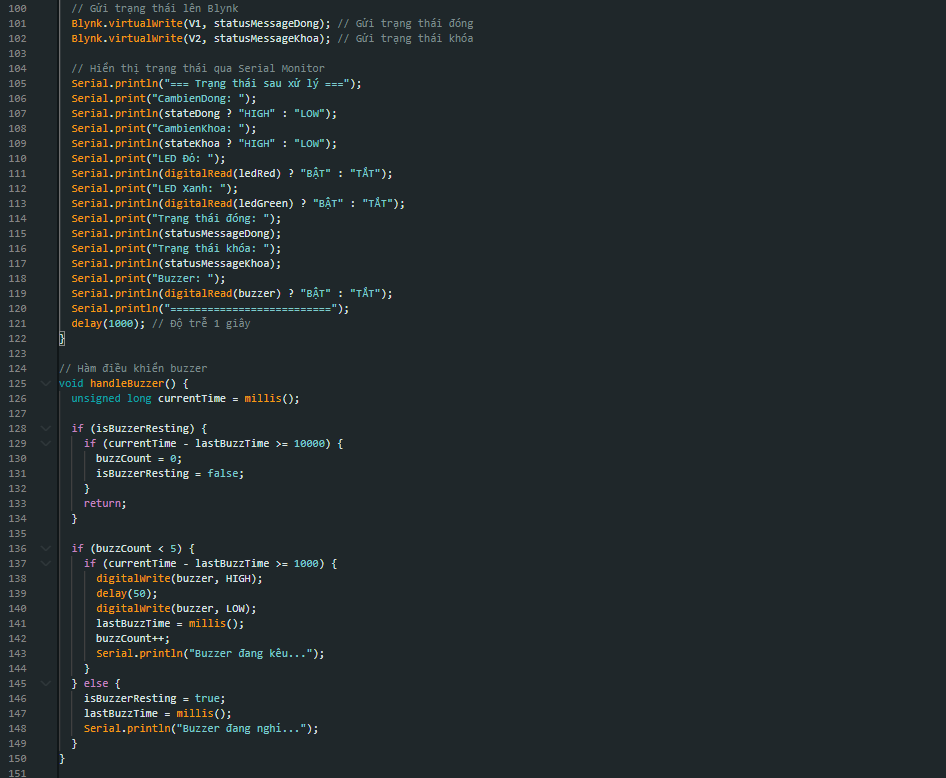 100 // Gửi trạng thái lên Blynk
101 Blynk.virtualWrite(V1, statusMessageDong); // Gửi trạng thái đóng
102 Blynk.virtualWrite(V2, statusMessageKhoa); // Gửi trạng thái khóa
103
104 // Hiển thị trạng thái qua Serial Monitor
105 Serial.println("=== Trạng thái sau xử lý ===");
106 Serial.print("CambienDong: ");
107 Serial.println(stateDong ? "HIGH" : "LOW");
108 Serial.print("CambienKhoa: ");
109 Serial.println(stateKhoa ? "HIGH" : "LOW");
110 Serial.print("LED Đỏ: ");
111 Serial.println(digitalRead(ledRed) ? "BẬT" : "TẮT");
112 Serial.print("LED Xanh: ");
113 Serial.println(digitalRead(ledGreen) ? "BẬT" : "TẮT");
114 Serial.print("Trạng thái đóng: ");
115 Serial.println(statusMessageDong);
116 Serial.print("Trạng thái khóa: ");
117 Serial.println(statusMessageKhoa);
118 Serial.print("Buzzer: ");
119 Serial.println(digitalRead(buzzer) ? "BẬT" : "TẮT");
120 Serial.println("==========================");
121 delay(1000); // Độ trễ 1 giây
122 }
123
124 // Hàm điều khiển buzzer
125 void handleBuzzer() {
126 unsigned long currentTime = millis();
127
128 if (isBuzzerResting) {
129 if (currentTime - lastBuzzTime >= 10000) {
130 buzzCount = 0;
131 isBuzzerResting = false;
132 }
133 return;
134 }
135
136 if (buzzCount < 5) {
137 if (currentTime - lastBuzzTime >= 1000) {
138 digitalWrite(buzzer, HIGH);
139 delay(50);
140 digitalWrite(buzzer, LOW);
141 lastBuzzTime = millis();
142 buzzCount++;
143 Serial.println("Buzzer đang kêu...");
144 }
145 } else {
146 isBuzzerResting = true;
147 lastBuzzTime = millis();
148 Serial.println("Buzzer đang nghỉ...");
149 }
150 }
151